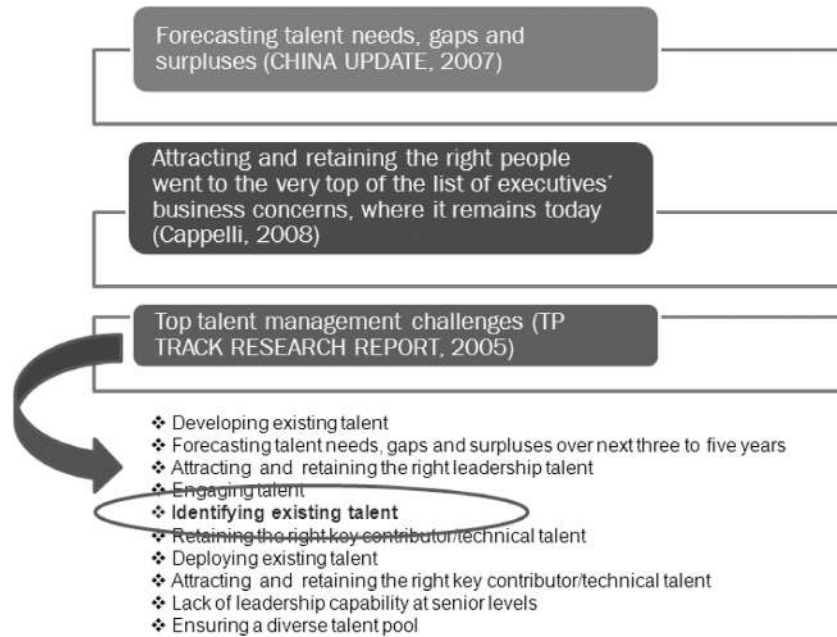 Forecasting talent needs, gaps and
surpluses (CHINA UPDATE, 2007)
Attracting and retaining the right people
went to the very top of the list of executives'
business concerns, where it remains today
(Cappelli, 2008)
Top talent management challenges (TP
TRACK RESEARCH REPORT, 2005)
❖ Developing existing talent
❖ Forecasting talent needs, gaps and surpluses over next three to five years
❖ Attracting and retaining the right leadership talent
❖ Engaging talent
❖ Identifying existing talent
❖ Retaining the right key contributor/technical talent
❖ Deploying existing talent
❖ Attracting and retaining the right key contributor/technical talent
❖ Lack of leadership capability at senior levels
❖ Ensuring a diverse talent pool